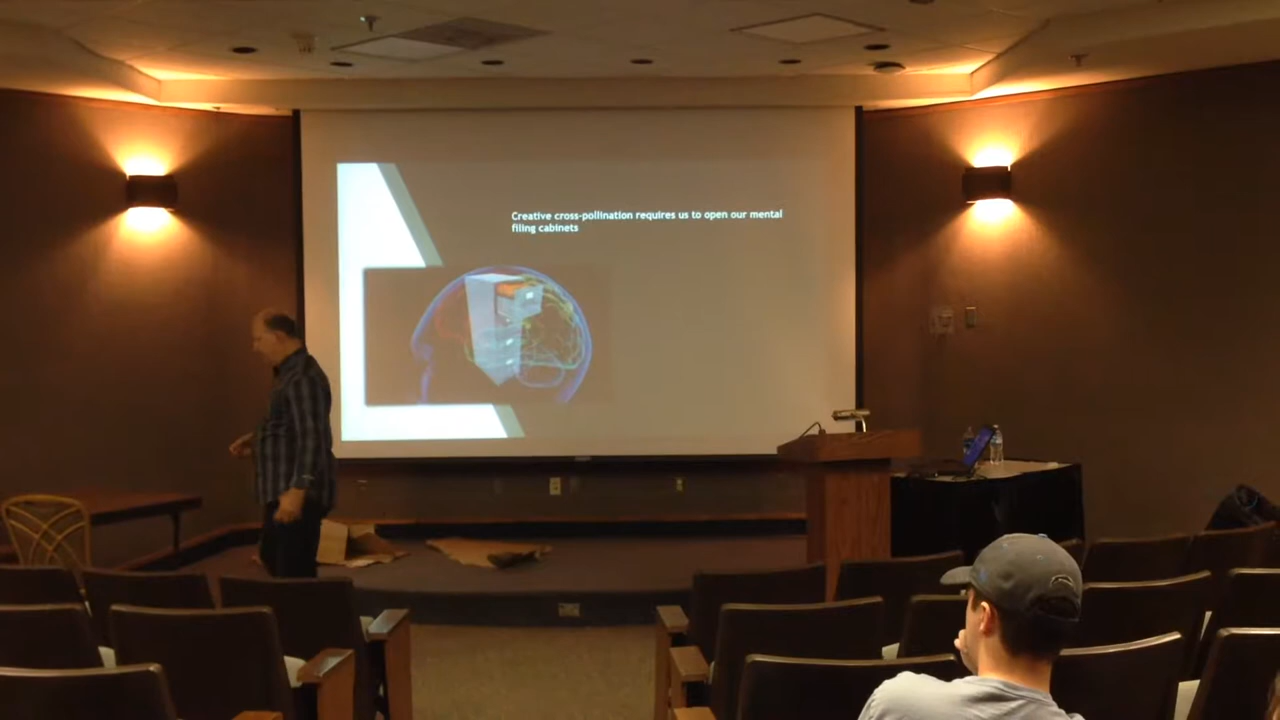 Creative cross-pollination requires us to open our mental
filing cabinets